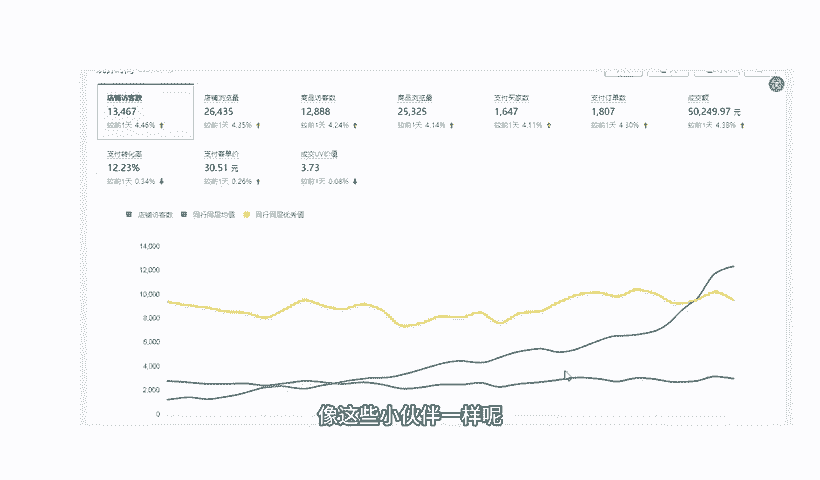 店铺访客数 店铺浏览量 商品访客数 商品浏览量 支付买家数 支付订单数 成交额
13,467 26,435 12,888 25,325 1,647 1,807 50,249.97 元
较前1天 4.46% 较前1天 4.25% 较前1天 4.24% 较前1天 4.14% 较前1天 4.11% 较前1天 4.30% 较前1天 4.38%
支付转化率 支付客单价 成交UV价值
12.23% 30.51 元 3.73
较前1天 0.34% 较前1天 0.26% 较前1天 0.08%
店铺访客数 同行同层均值 同行同层优秀值
14,000
12,000
10,000
8,000
6,000
4,000
2,000
0
像这些小伙伴一样呢